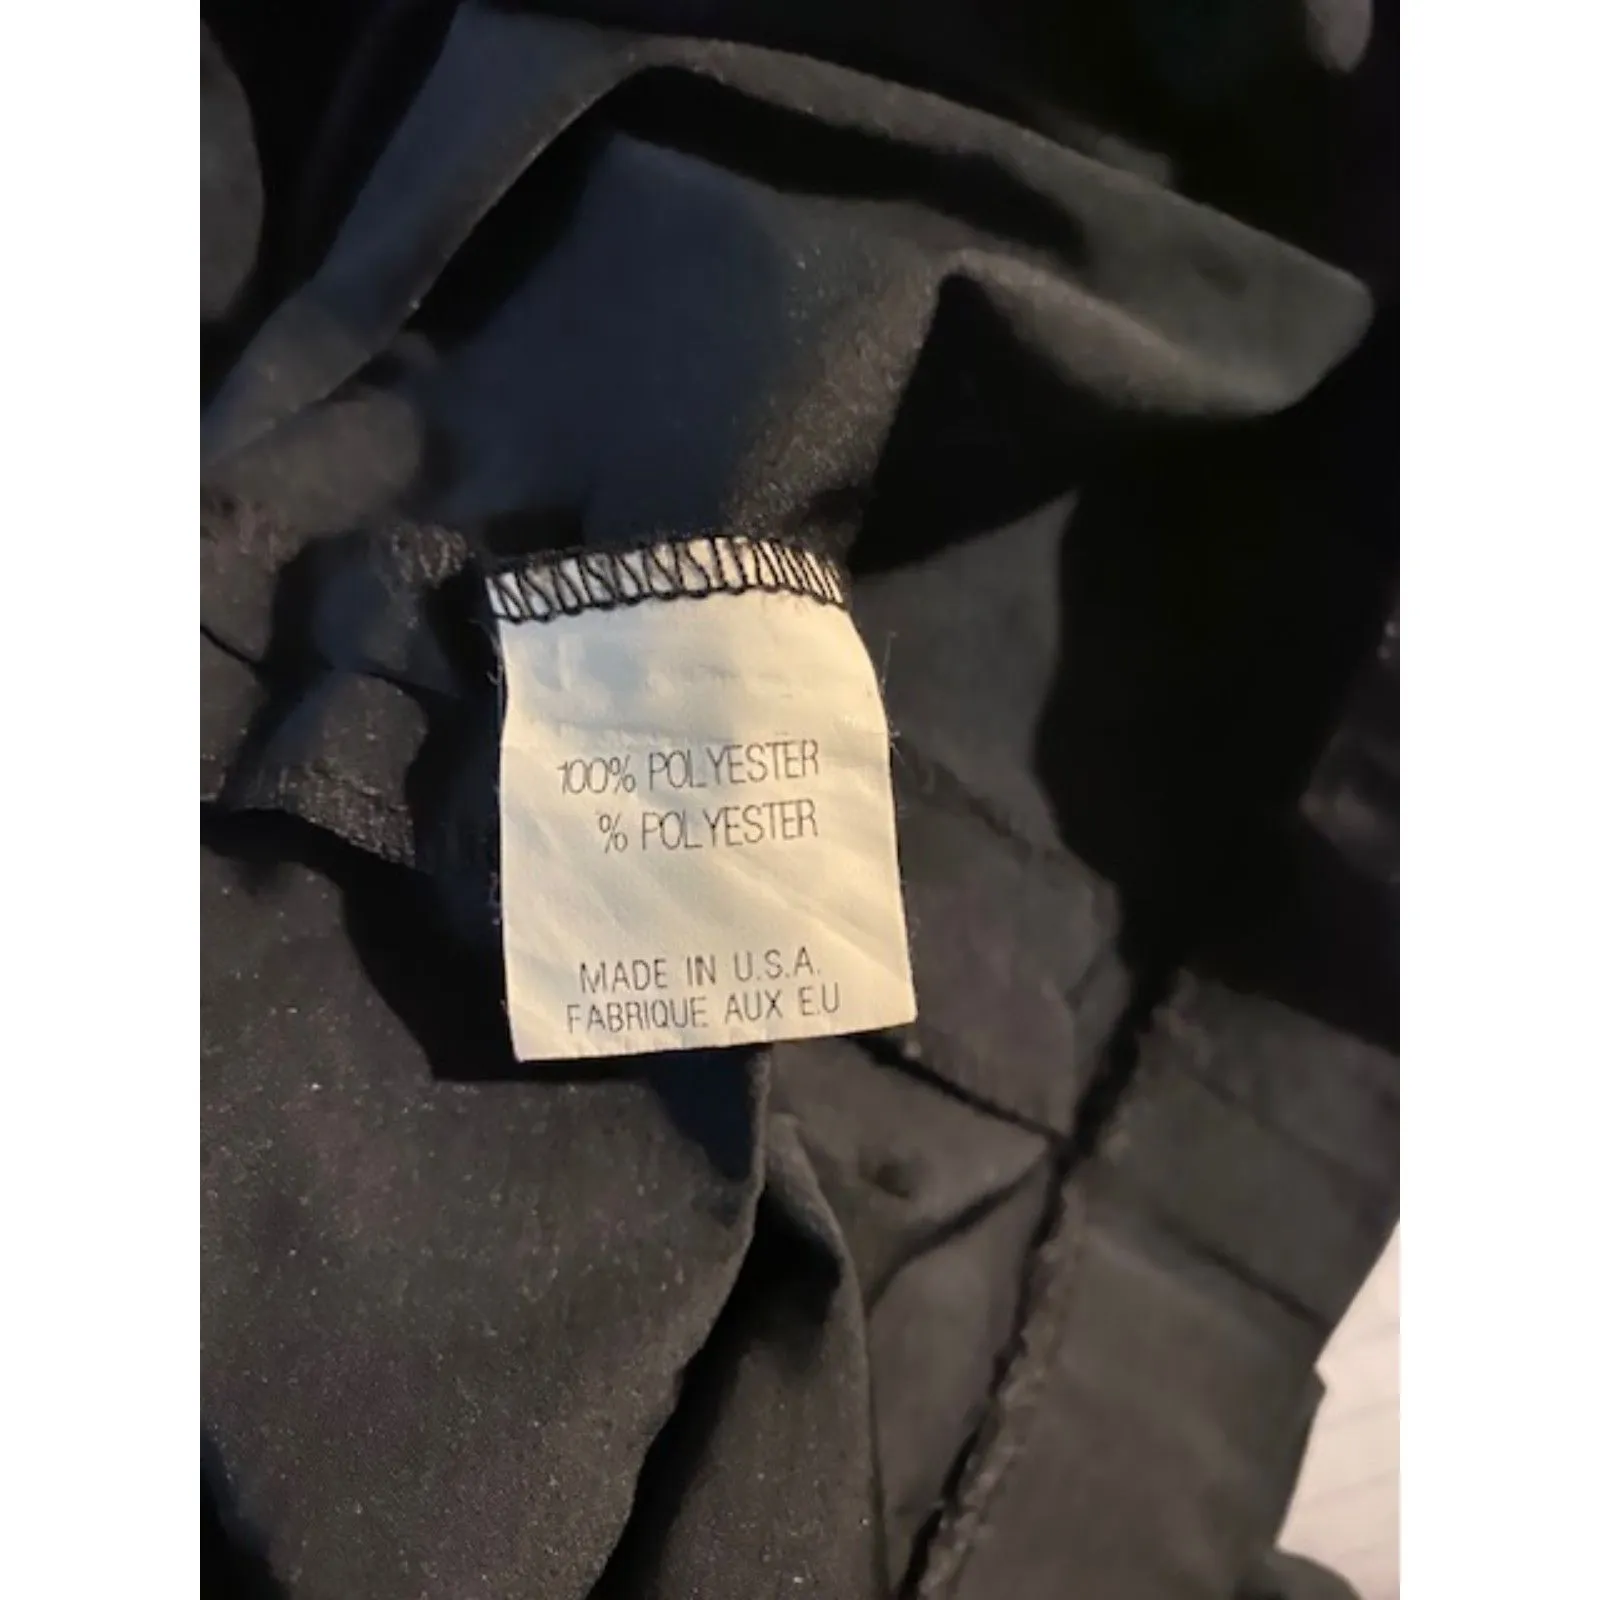 100% POLYESTER
% POLYESTER
MADE IN U.S.A.
FABRIQUE AUX E.U